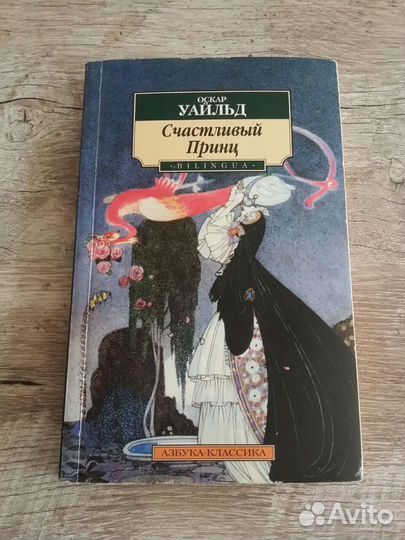 ОСКАР
УАЙЛЬД
Счастливый
Принц
•BILINGUA•
АЗБУКА-КЛАССИКА
Avito